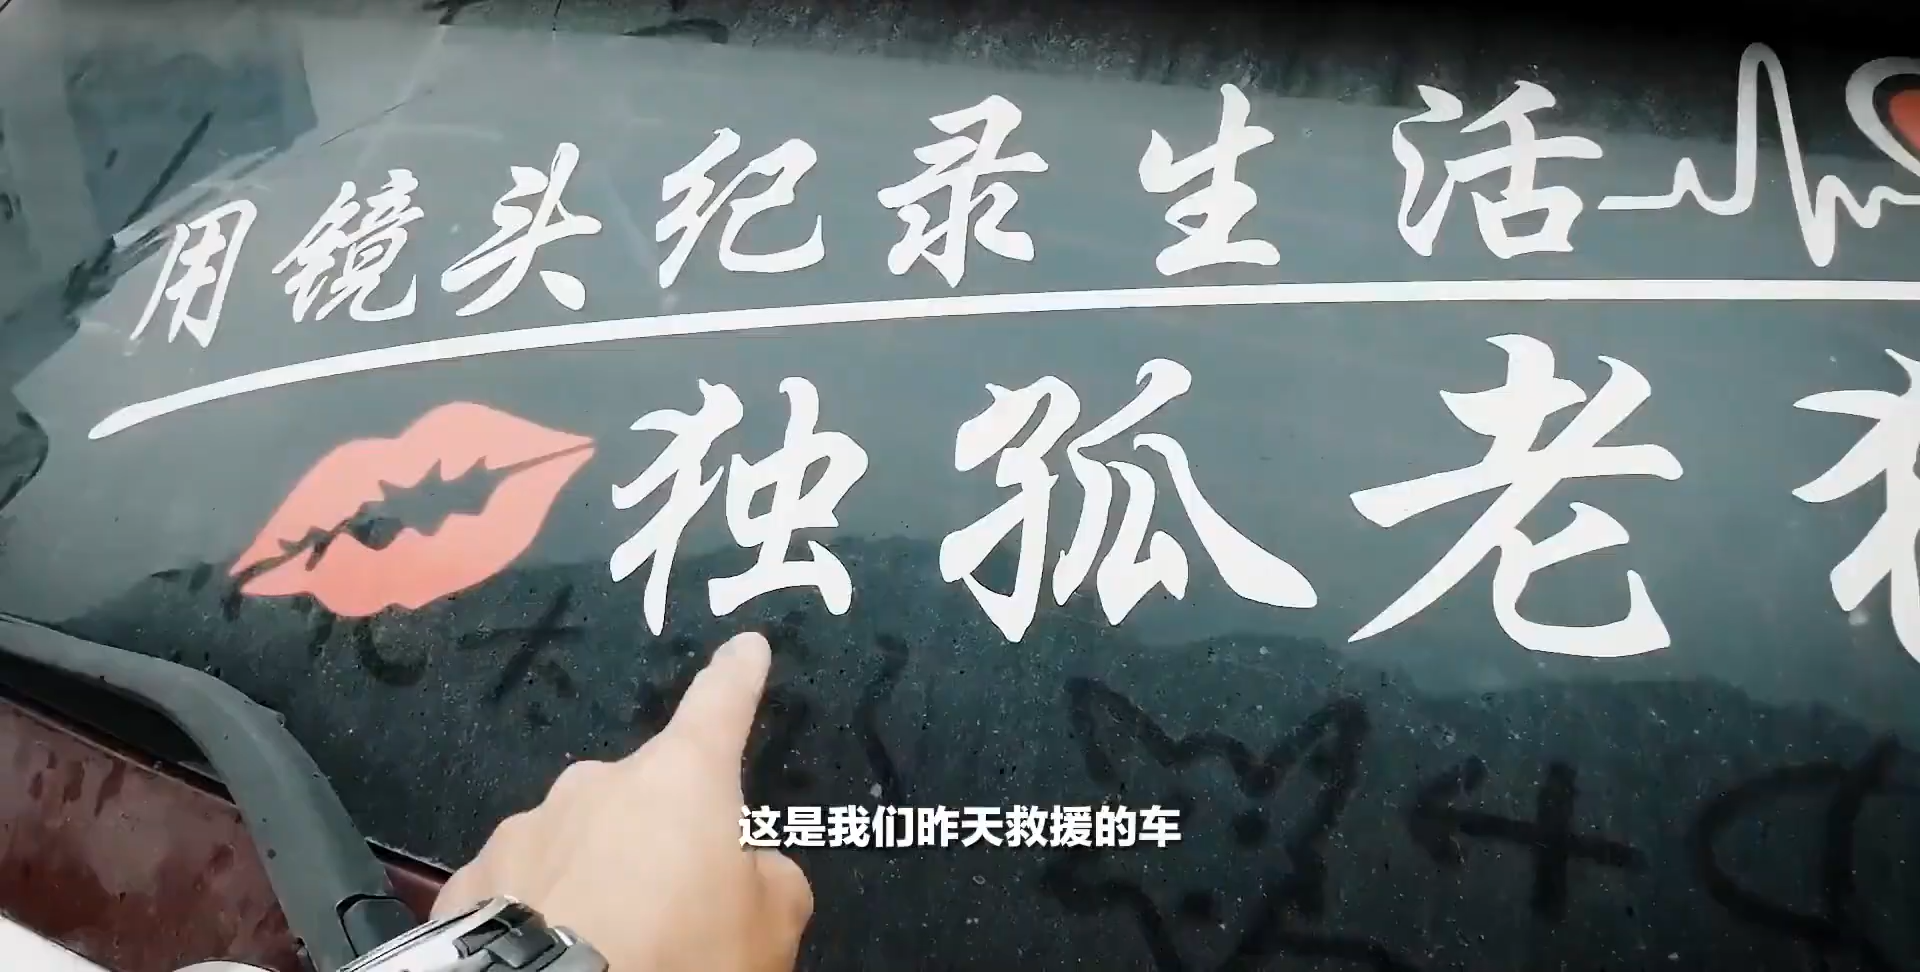 用镜头纪录生活
独孤老
这是我们昨天救援的车